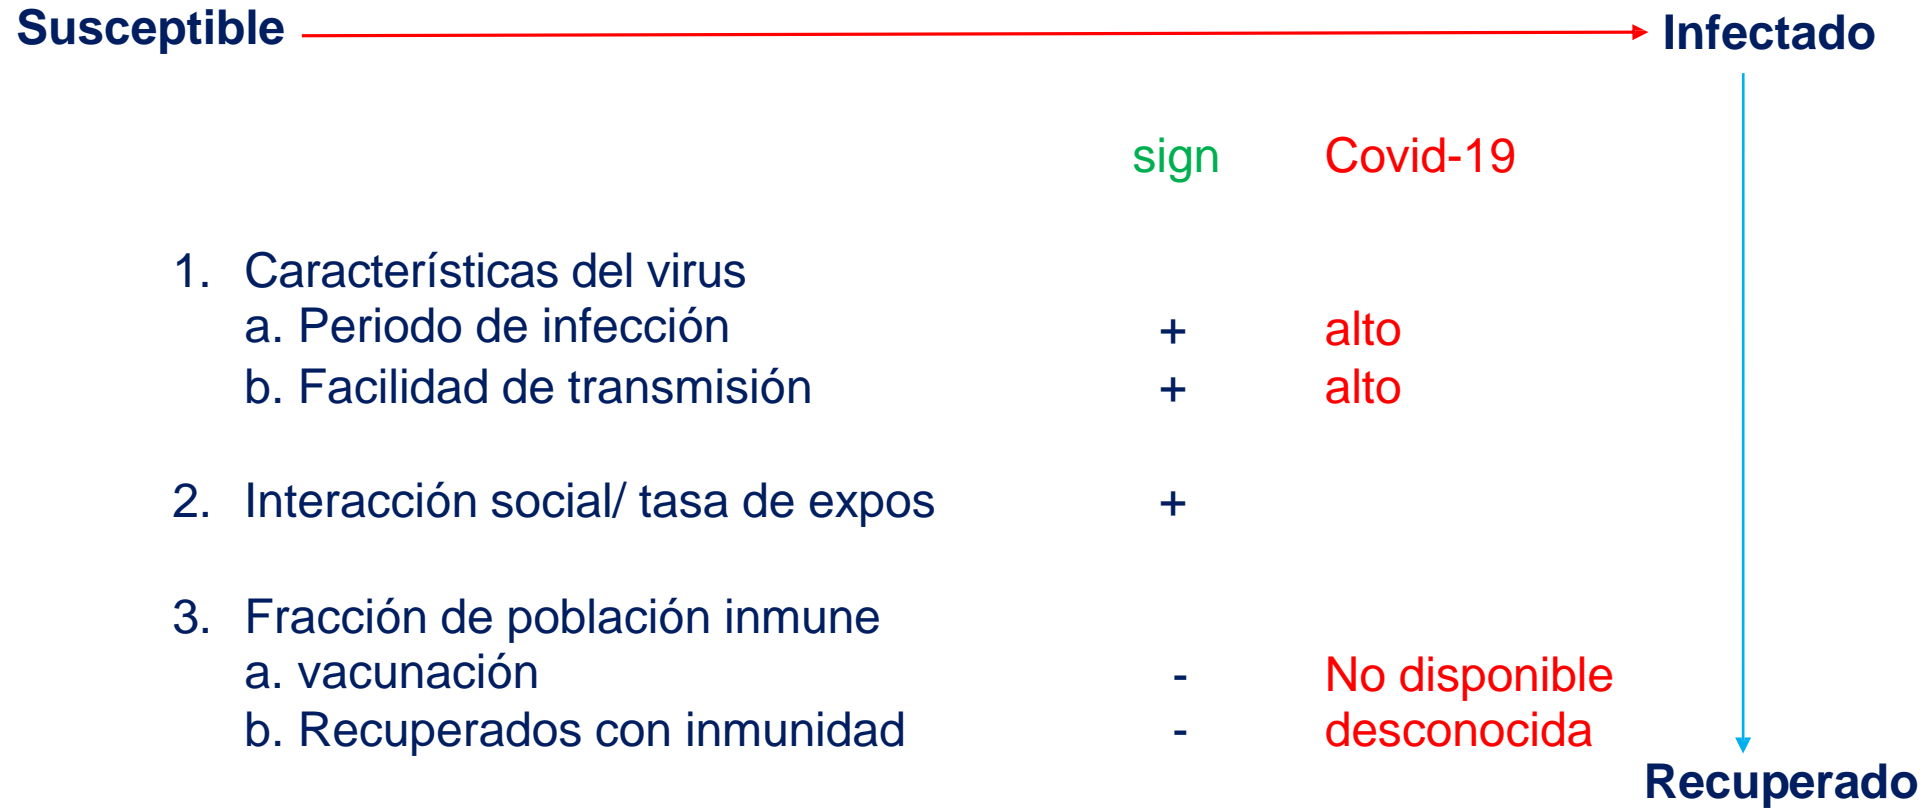 Susceptible Infectado
sign Covid-19
1. Características del virus
a. Periodo de infección + alto
b. Facilidad de transmisión + alto
2. Interacción social/ tasa de expos +
3. Fracción de población inmune
a. vacunación - No disponible
b. Recuperados con inmunidad - desconocida
Recuperado